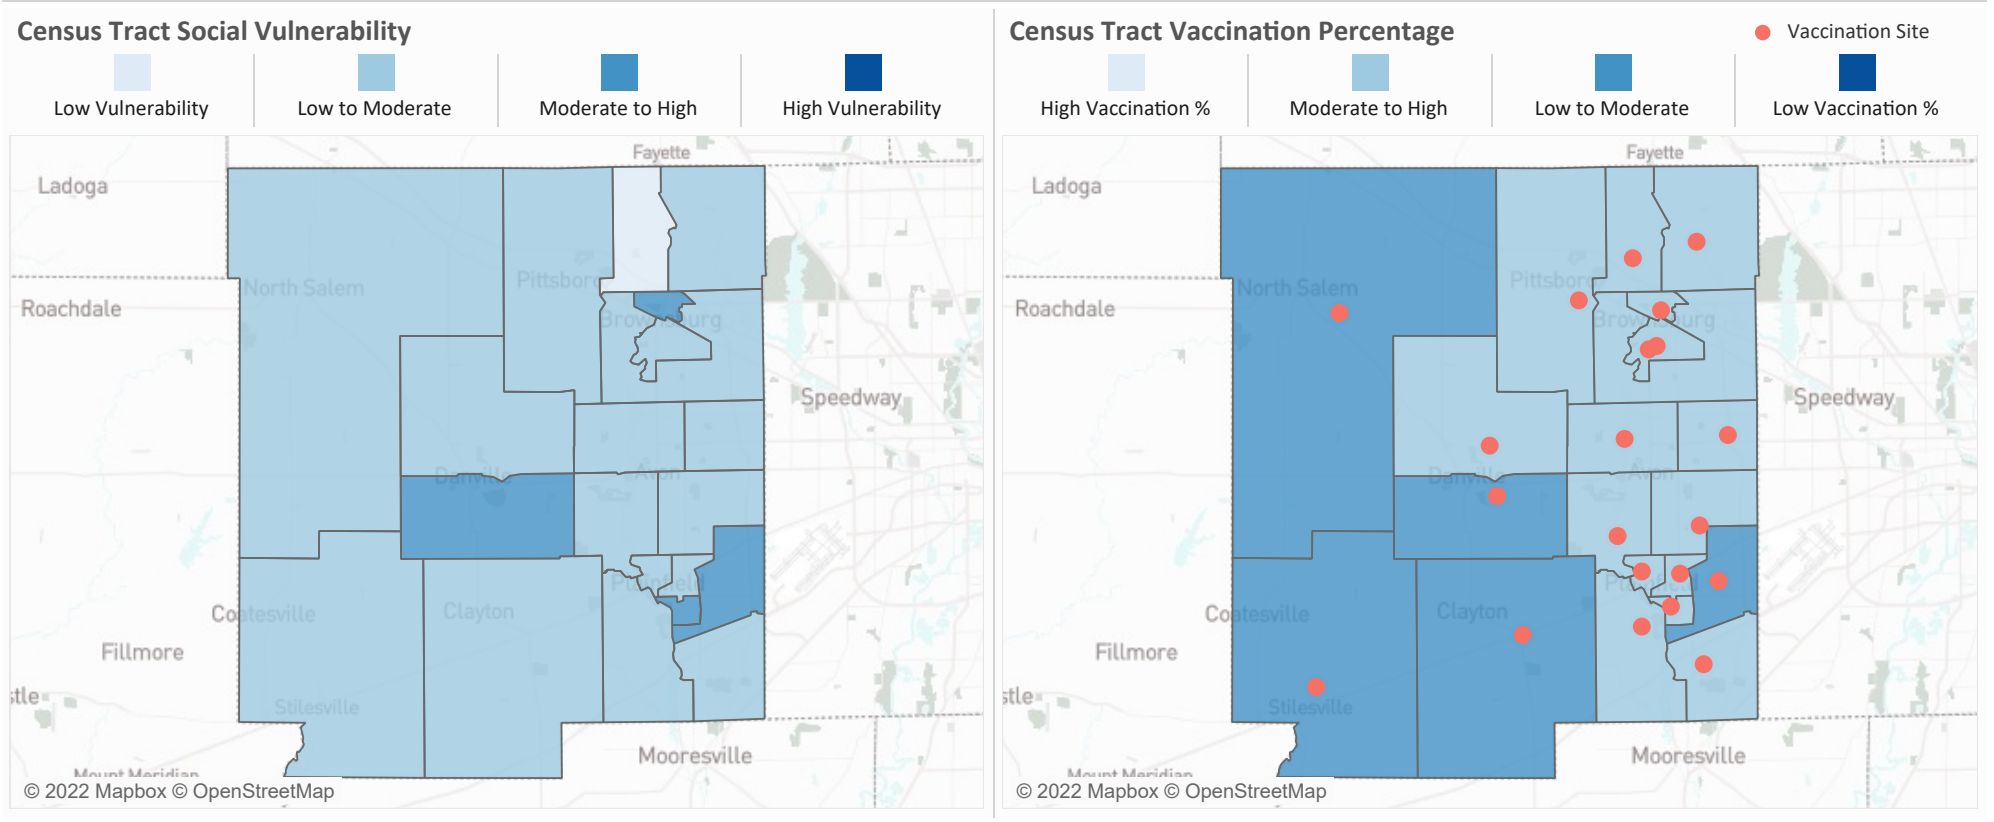 Census Tract Social Vulnerability
Low Vulnerability
Low to Moderate
Moderate to High
High Vulnerability
Fayette
Ladoga
North Salem
Pittsboro
Roachdale
Brownsburg
Speedway
Danville
Avon
Plainfield
Coatesville
Clayton
Fillmore
stle
Stilesville
Mooresville
Mount Meridian
© 2022 Mapbox © OpenStreetMap
Census Tract Vaccination Percentage
Vaccination Site
High Vaccination %
Moderate to High
Low to Moderate
Low Vaccination %
Fayette
Ladoga
North Salem
Pittsboro
Roachdale
Brownsburg
Speedway
Danville
Avon
Plainfield
Coatesville
Clayton
Fillmore
stle
Stilesville
Mooresville
Mount Meridian
© 2022 Mapbox © OpenStreetMap